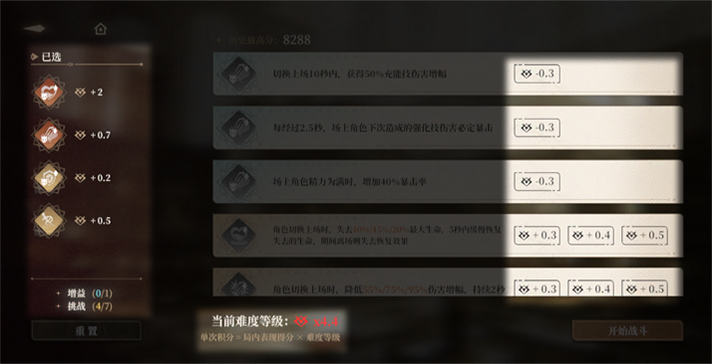 已选
+2
+0.7
+0.2
+0.5
增益 (0/1)
挑战 (4/7)
重置
历史最高分: 8288
切换上场10秒内，获得50%充能技伤害增幅
-0.3
每经过2.5秒，场上角色下次造成的强化技伤害必定暴击
-0.3
场上角色精力为满时，增加40%暴击率
-0.3
角色切换上场时，失去10%/15%/20%最大生命，5秒内缓慢恢复
失去的生命，期间离场则失去恢复效果
+0.3 +0.4 +0.5
角色切换上场时，降低55%/75%/95%伤害增幅，持续2秒
+0.3 +0.4 +0.5
当前难度等级:
单次积分=局内表现得分 × 难度等级
开始战斗